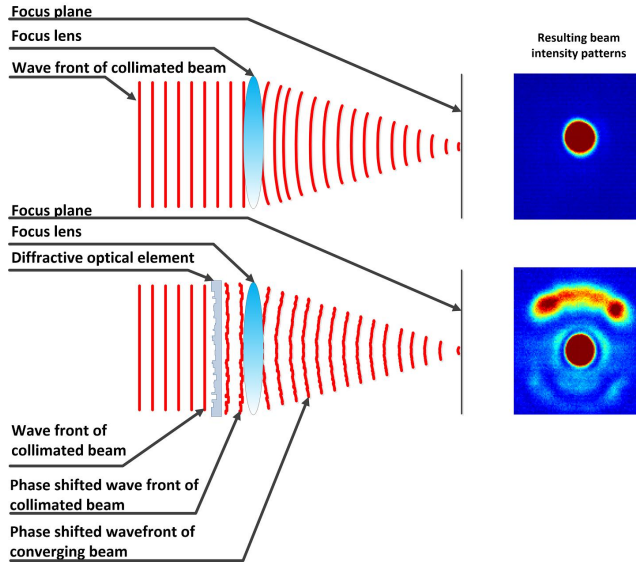 Focus plane
Focus lens
Wave front of collimated beam
Resulting beam
intensity patterns
Focus plane
Focus lens
Diffractive optical element
Wave front of
collimated beam
Phase shifted wave front of
collimated beam
Phase shifted wavefront of
converging beam